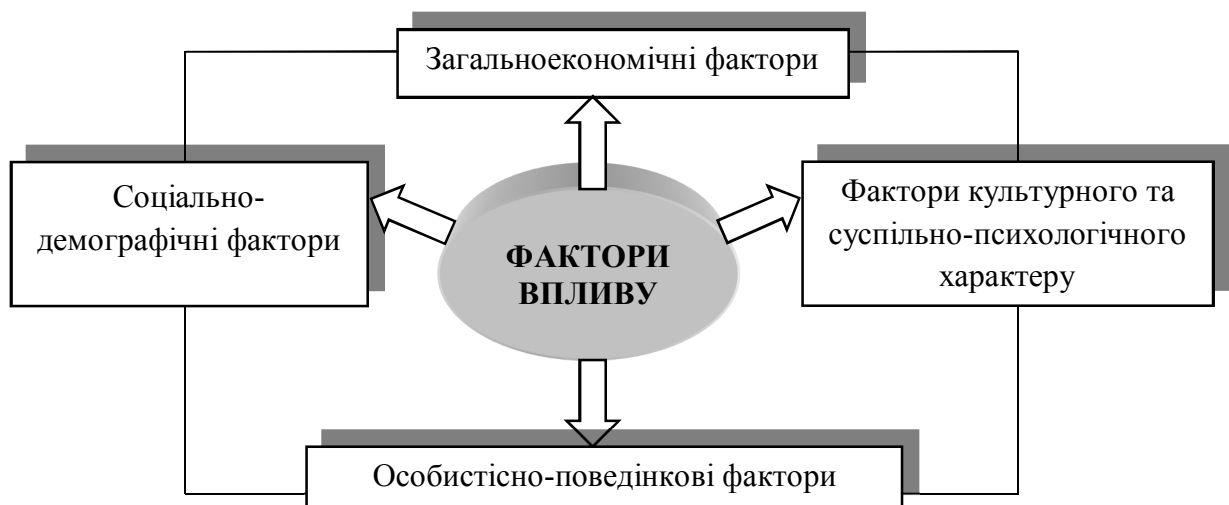 Загальноекономічні фактори
Соціально-
демографічні фактори
Фактори культурного та
суспільно-психологічного
характеру
ФАКТОРИ
ВПЛИВУ
Особистісно-поведінкові фактори